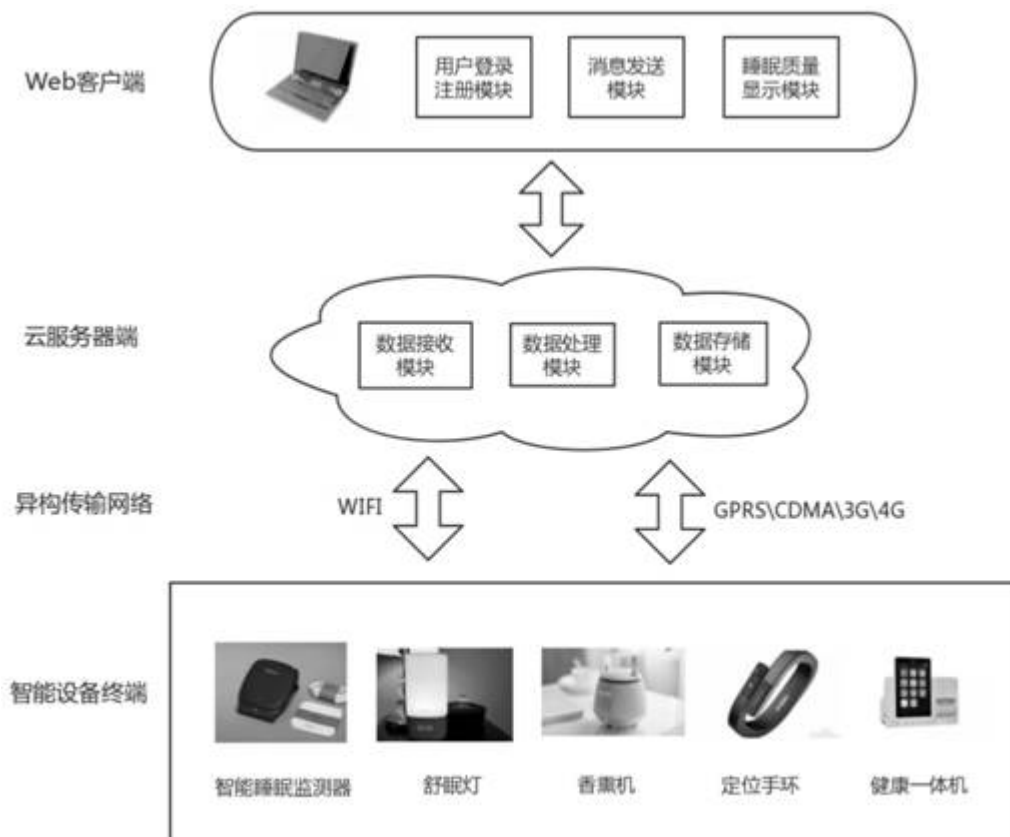 Web客户端
用户登录
注册模块
消息发送
模块
睡眠质量
显示模块
云服务器端
数据接收
模块
数据处理
模块
数据存储
模块
异构传输网络
WIFI
GPRS\CDMA\3G\4G
智能设备终端
智能睡眠监测器
舒眠灯
香薰机
定位手环
健康一体机